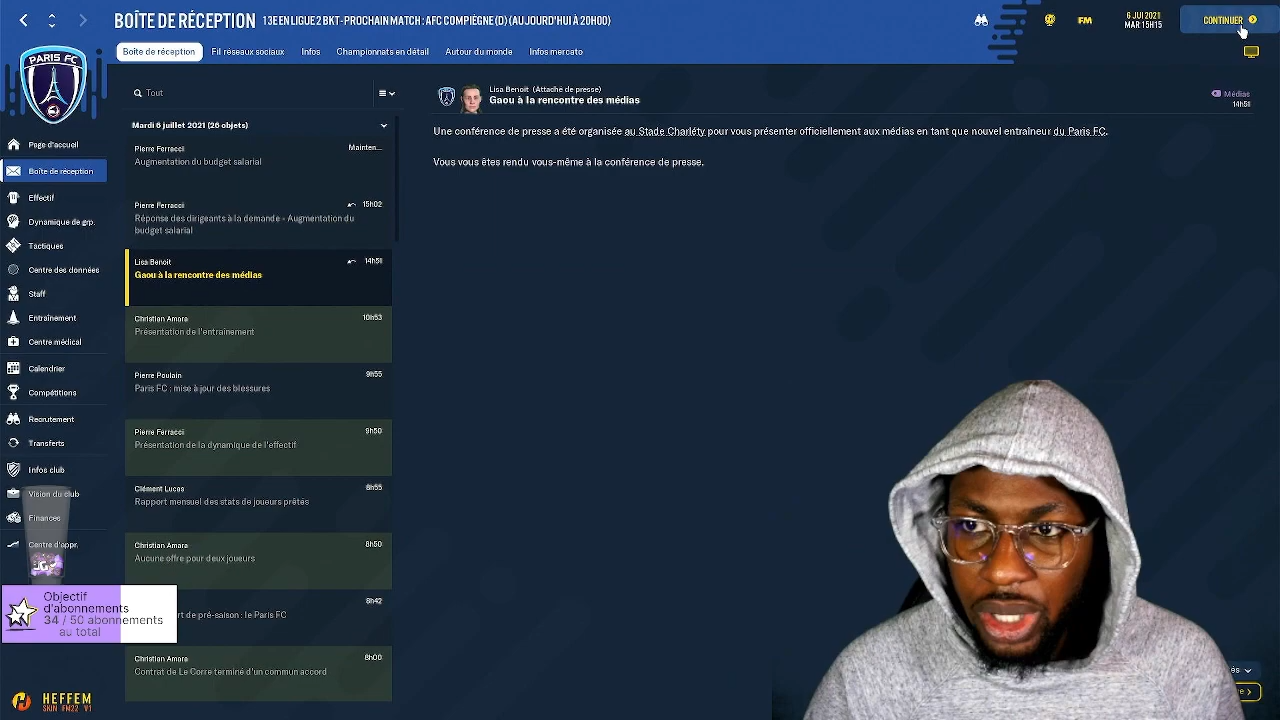 BOÎTE DE RÉCEPTION 13E EN LIGUE 2 BKT - PROCHAIN MATCH : AFC COMPIÈGNE (D) (AUJOURD'HUI À 20H00)
FM
6 JUI 2021
MAR 15H15
CONTINUER
Boîte de réception Fil réseaux sociaux Infos Championnats en détail Autour du monde Infos mercato
PARIS FC
Tout
Mardi 6 juillet 2021 (26 objets)
Page d'accueil
Boîte de réception
Effectif
Dynamique de grp.
Tactiques
Centre des données
Staff
Entraînement
Centre médical
Calendrier
Compétitions
Recrutement
Transferts
Infos club
Vision du club
Finances
Centre d'appr.
Pierre Ferracci Mainten...
Augmentation du budget salarial
Pierre Ferracci 15h02
Réponse des dirigeants à la demande - Augmentation du
budget salarial
Lisa Benoit 14h51
Gaou à la rencontre des médias
Christian Amora 10h53
Présentation de l'entraînement
Pierre Poulain 9h55
Paris FC : mise à jour des blessures
Pierre Ferracci 9h50
Présentation de la dynamique de l'effectif
Clément Lucas 8h55
Rapport mensuel des stats de joueurs prêtés
Christian Amara 8h50
Aucune offre pour deux joueurs
8h42
rt de pré-saison : le Paris FC
Christian Amara 8h00
Contrat de Le Corre terminé d'un commun accord
Lisa Benoit (Attaché de presse)
Gaou à la rencontre des médias
Médias
14h51
Une conférence de presse a été organisée au Stade Charléty pour vous présenter officiellement aux médias en tant que nouvel entraîneur du Paris FC.
Vous vous êtes rendu vous-même à la conférence de presse.
Objectif
d'abonnements
34 / 50 abonnements
au total
HEFFEM
SKIN FM22 V1